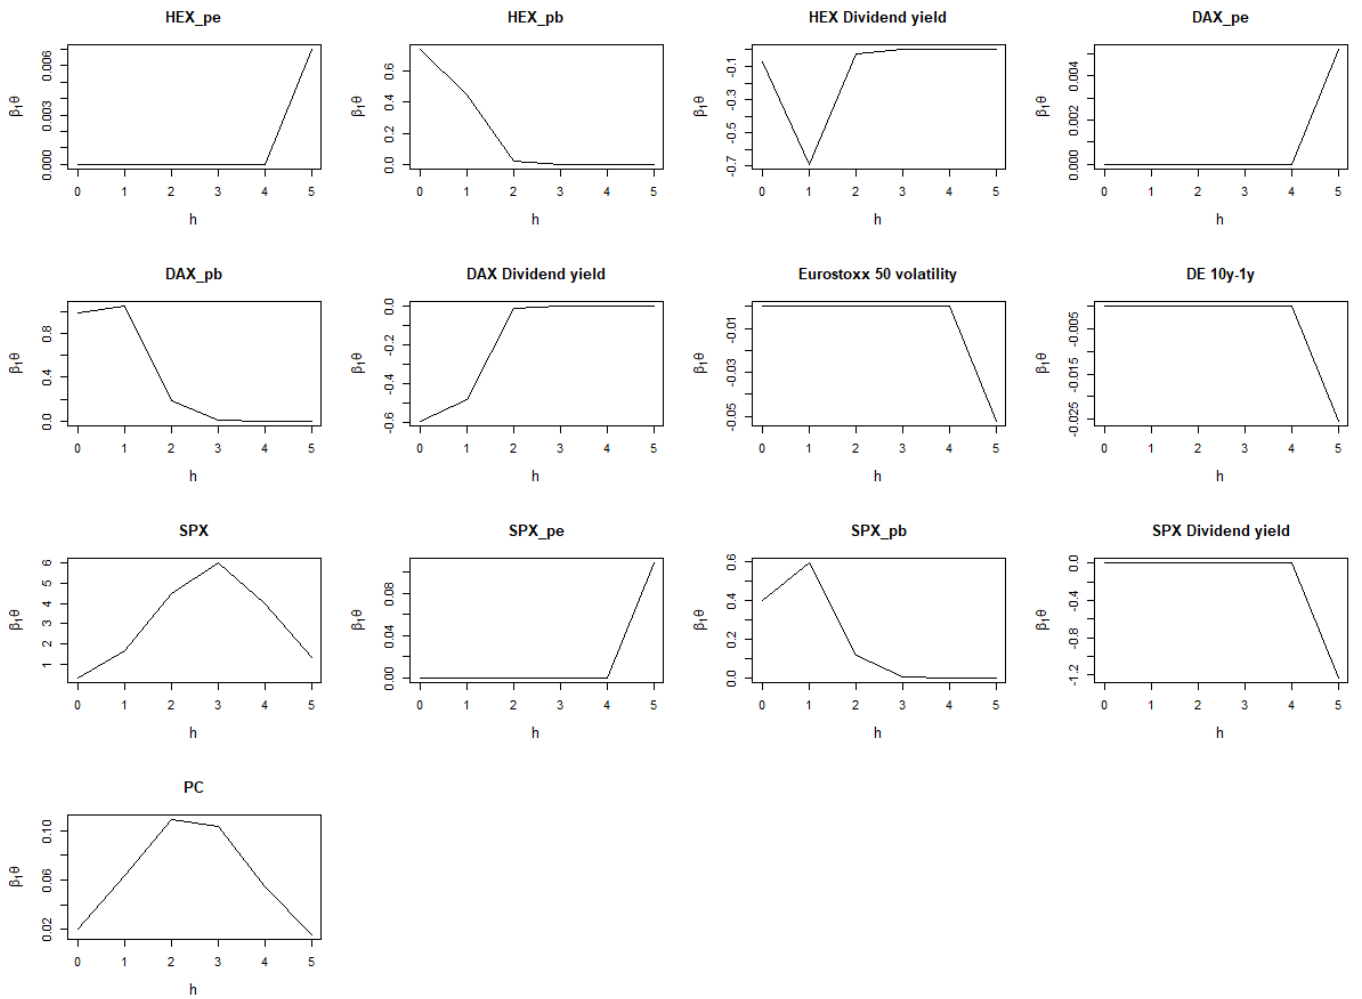 HEX_pe
HEX_pb
HEX Dividend yield
DAX_pe
β₁θ
0.000 0.003 0.006
0 1 2 3 4 5
h
β₁θ
0.0 0.2 0.4 0.6
0 1 2 3 4 5
h
β₁θ
-0.7 -0.5 -0.3 -0.1
0 1 2 3 4 5
h
β₁θ
0.000 0.002 0.004
0 1 2 3 4 5
h
DAX_pb
DAX Dividend yield
Eurostoxx 50 volatility
DE 10y-1y
β₁θ
0.0 0.4 0.8
0 1 2 3 4 5
h
β₁θ
-0.6 -0.4 -0.2 0.0
0 1 2 3 4 5
h
β₁θ
-0.05 -0.03 -0.01
0 1 2 3 4 5
h
β₁θ
-0.025 -0.015 -0.005
0 1 2 3 4 5
h
SPX
SPX_pe
SPX_pb
SPX Dividend yield
β₁θ
1 2 3 4 5 6
0 1 2 3 4 5
h
β₁θ
0.00 0.04 0.08
0 1 2 3 4 5
h
β₁θ
0.0 0.2 0.4 0.6
0 1 2 3 4 5
h
β₁θ
-1.2 -0.8 -0.4 0.0
0 1 2 3 4 5
h
PC
β₁θ
0.02 0.06 0.10
0 1 2 3 4 5
h